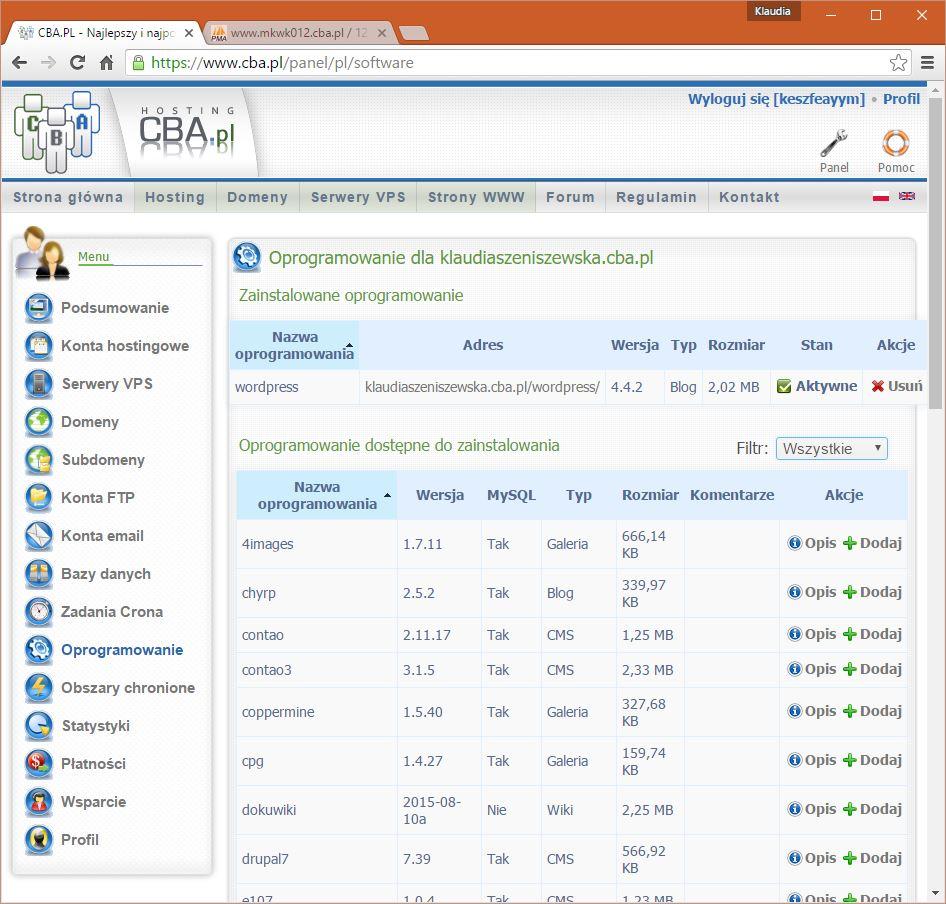 Klaudia
CBA.PL - Najlepszy i najpo
www.mkwk012.cba.pl / 12
https://www.cba.pl/panel/pl/software
Wyloguj się [keszfeayym] • Profil
C B A
HOSTING
CBA.pl
Panel Pomoc
Strona główna Hosting Domeny Serwery VPS Strony WWW Forum Regulamin Kontakt
Menu
Podsumowanie
Konta hostingowe
Serwery VPS
Domeny
Subdomeny
Konta FTP
Konta email
Bazy danych
Zadania Crona
Oprogramowanie
Obszary chronione
Statystyki
Płatności
Wsparcie
Profil
Oprogramowanie dla klaudiaszeniszewska.cba.pl
Zainstalowane oprogramowanie
Nazwa oprogramowania Adres Wersja Typ Rozmiar Stan Akcje
wordpress klaudiaszeniszewska.cba.pl/wordpress/ 4.4.2 Blog 2,02 MB Aktywne Usuń
Oprogramowanie dostępne do zainstalowania Filtr: Wszystkie
Nazwa oprogramowania Wersja MySQL Typ Rozmiar Komentarze Akcje
4images 1.7.11 Tak Galeria 666,14 KB Opis Dodaj
chyrp 2.5.2 Tak Blog 339,97 KB Opis Dodaj
contao 2.11.17 Tak CMS 1,25 MB Opis Dodaj
contao3 3.1.5 Tak CMS 2,33 MB Opis Dodaj
coppermine 1.5.40 Tak Galeria 327,68 KB Opis Dodaj
cpg 1.4.27 Tak Galeria 159,74 KB Opis Dodaj
dokuwiki 2015-08-10a Nie Wiki 2,25 MB Opis Dodaj
drupal7 7.39 Tak CMS 566,92 KB Opis Dodaj
e107 1.0.4 Tak CMS 1,23 MB Opis Dodaj